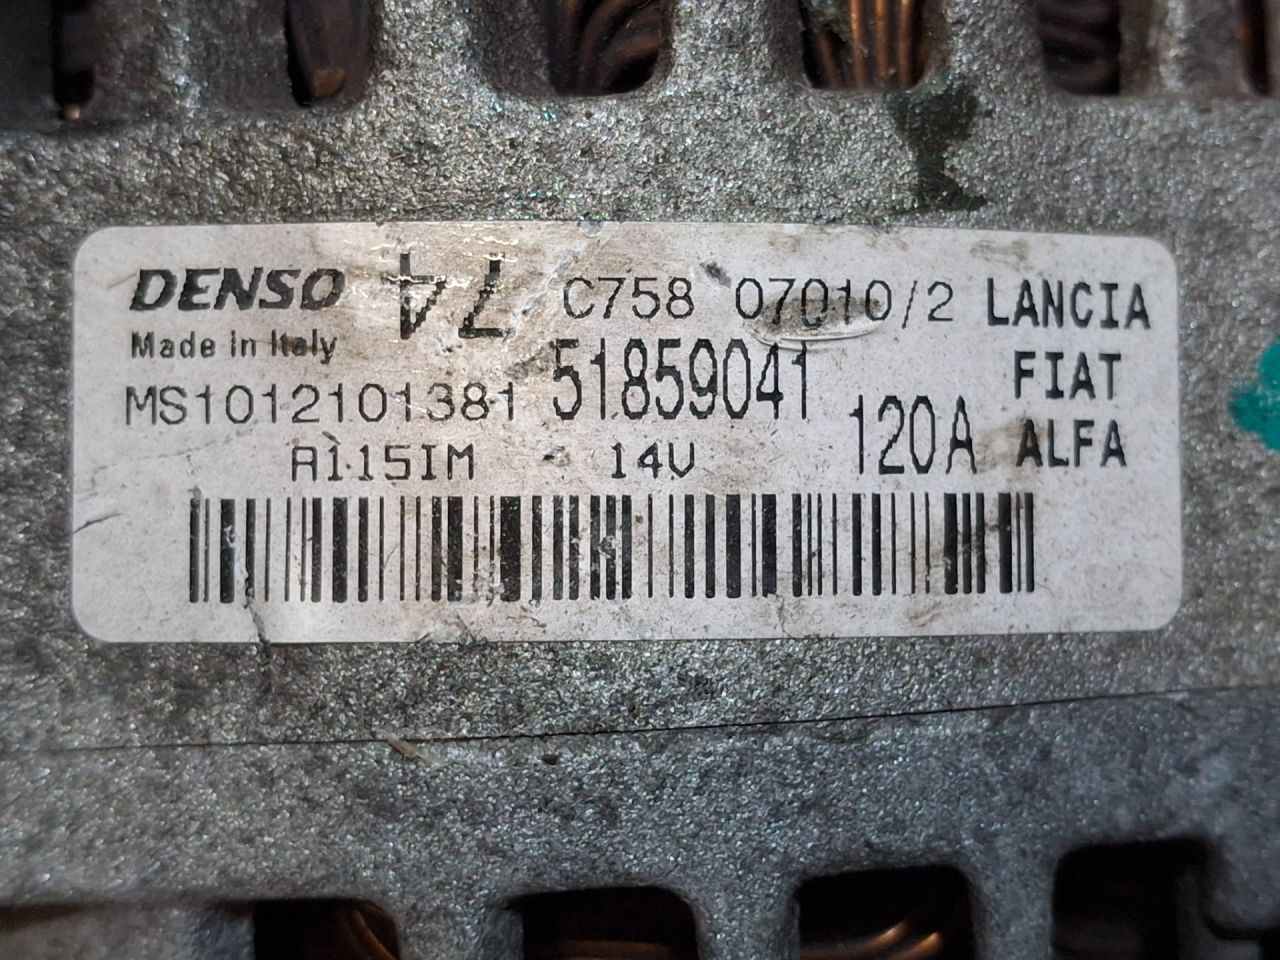 DENSO 74 C758 07010/2 LANCIA
Made in Italy 51859041 FIAT
MS1012101381 120A ALFA
A115IM 14V